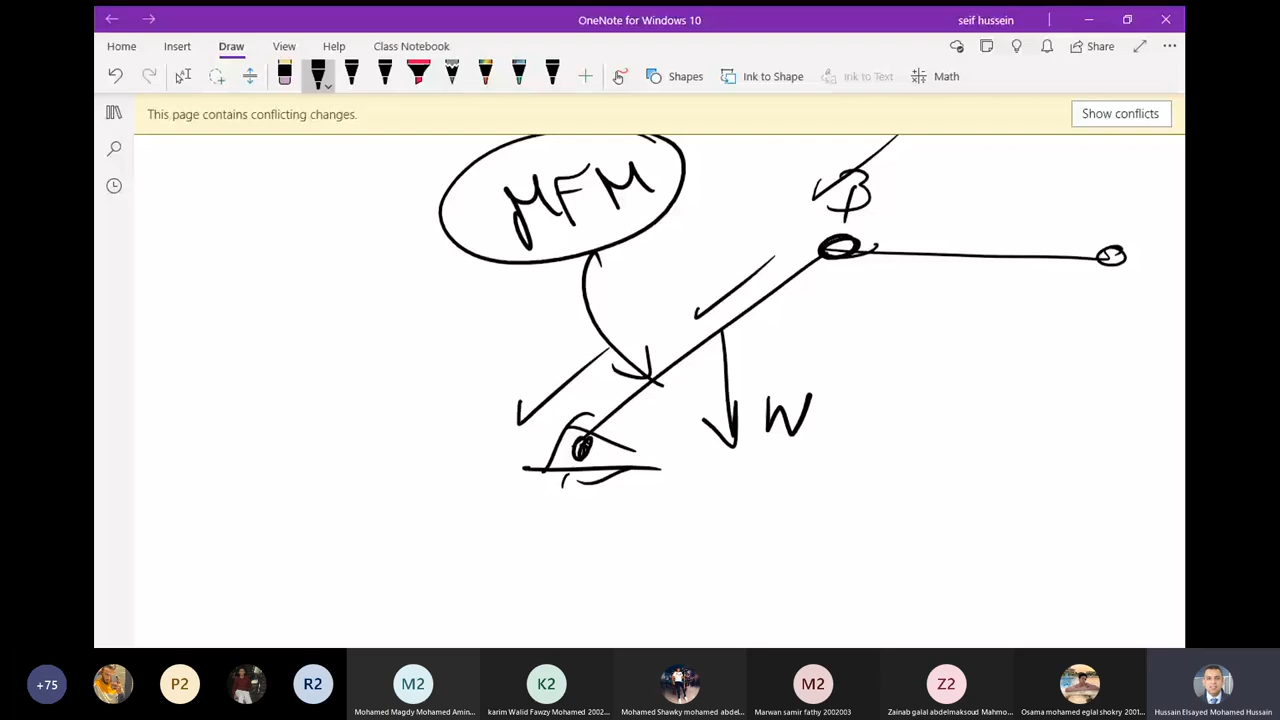 OneNote for Windows 10
seif hussein
Home Insert Draw View Help Class Notebook Share
Shapes Ink to Shape Ink to Text Math
This page contains conflicting changes. Show conflicts
MFM
B
W
+75 P2 R2 M2 K2 M2 Z2
Mohamed Magdy Mohamed Amin... karim Walid Fawzy Mohamed 2002... Mohamed Shawky mohamed abdel... Marwan samir fathy 2002003 Zainab galal abdelmaksoud Mahmo... Osama mohamed eglal shokry 2001... Hussain Elsayed Mohamed Hussain